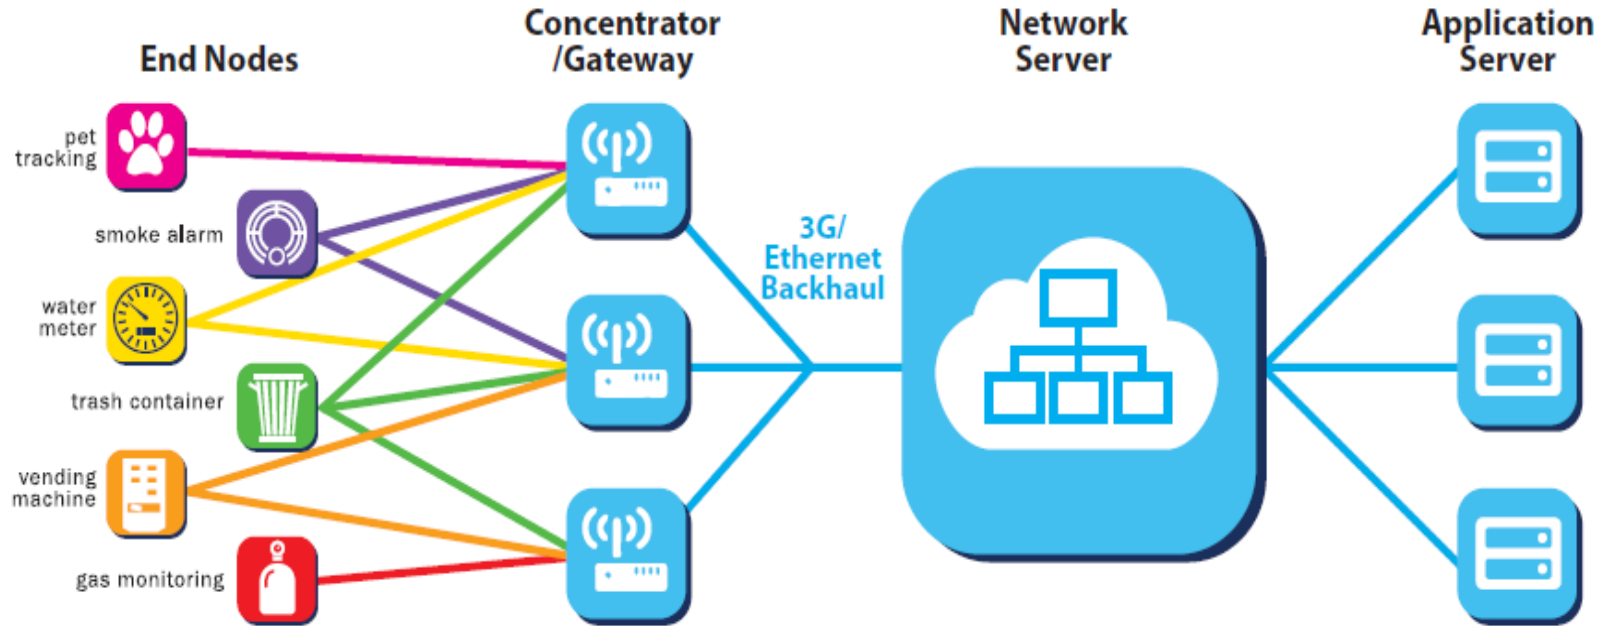 End Nodes
Concentrator
/Gateway
Network
Server
Application
Server
pet
tracking
smoke alarm
water
meter
trash container
vending
machine
gas monitoring
3G/
Ethernet
Backhaul